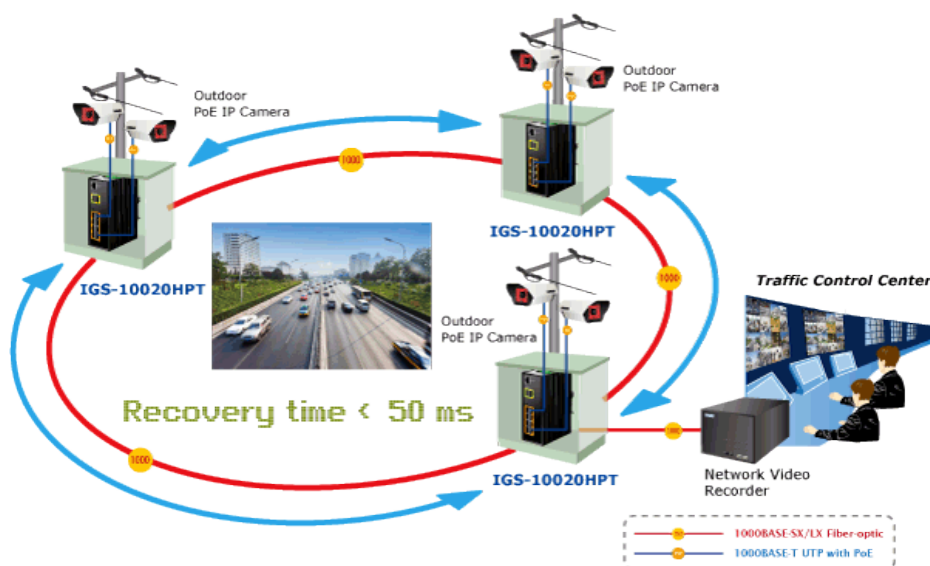 Outdoor
PoE IP Camera
Outdoor
PoE IP Camera
1000
IGS-10020HPT
IGS-10020HPT
1000
Traffic Control Center
Outdoor
PoE IP Camera
Recovery time < 50 ms
1000
IGS-10020HPT
Network Video
Recorder
1000BASE-SX/LX Fiber-optic
1000BASE-T UTP with PoE